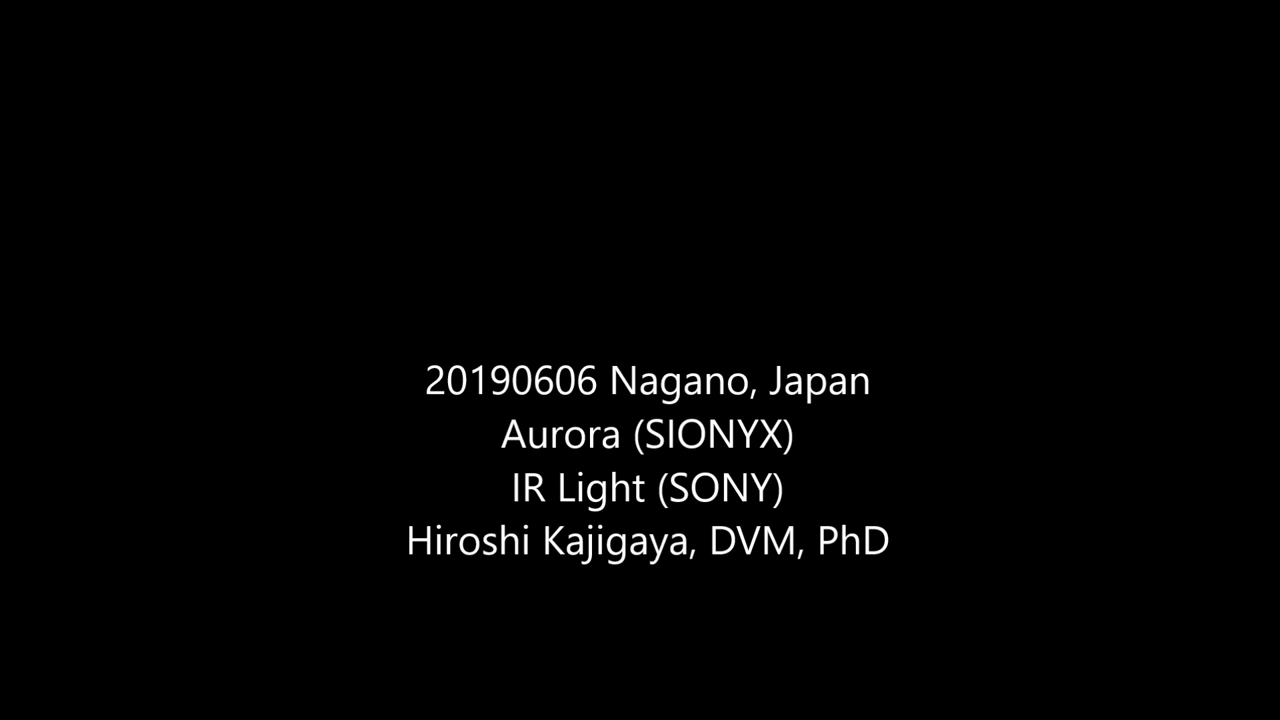 20190606 Nagano, Japan
Aurora (SIONYX)
IR Light (SONY)
Hiroshi Kajigaya, DVM, PhD